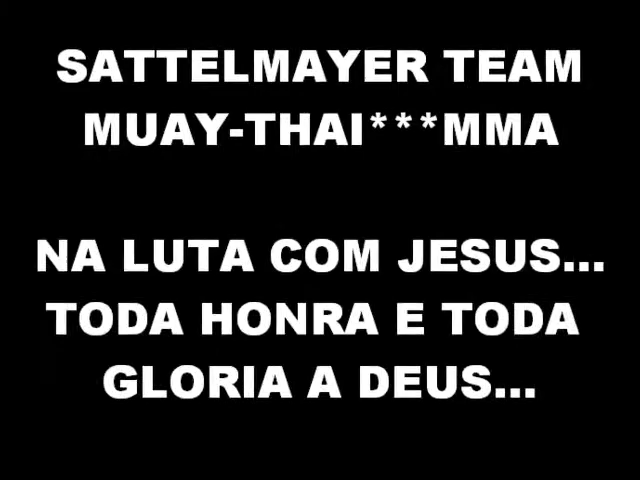 SATTELMAYER TEAM
MUAY-THAI***MMA
NA LUTA COM JESUS...
TODA HONRA E TODA
GLORIA A DEUS...